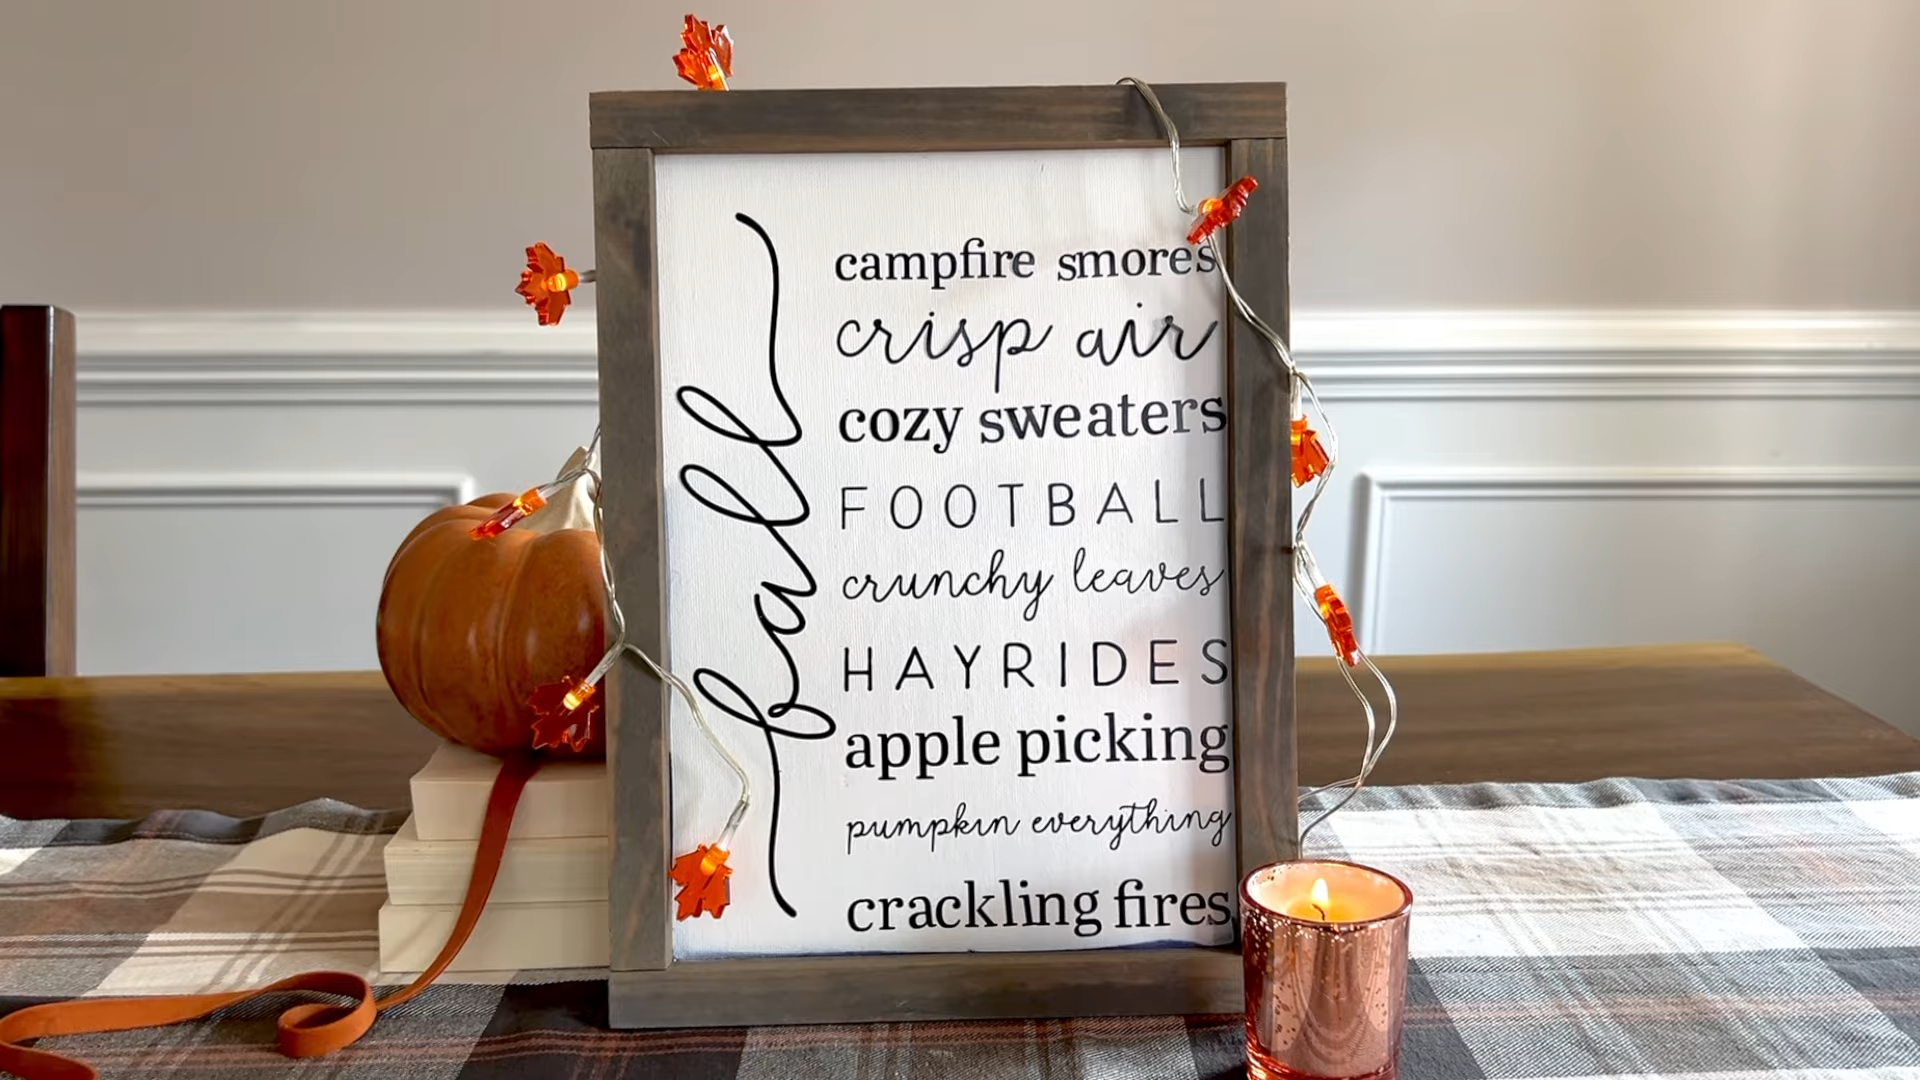 fall
campfire smores
crisp air
cozy sweaters
FOOTBALL
crunchy leaves
HAYRIDES
apple picking
pumpkin everything
crackling fires